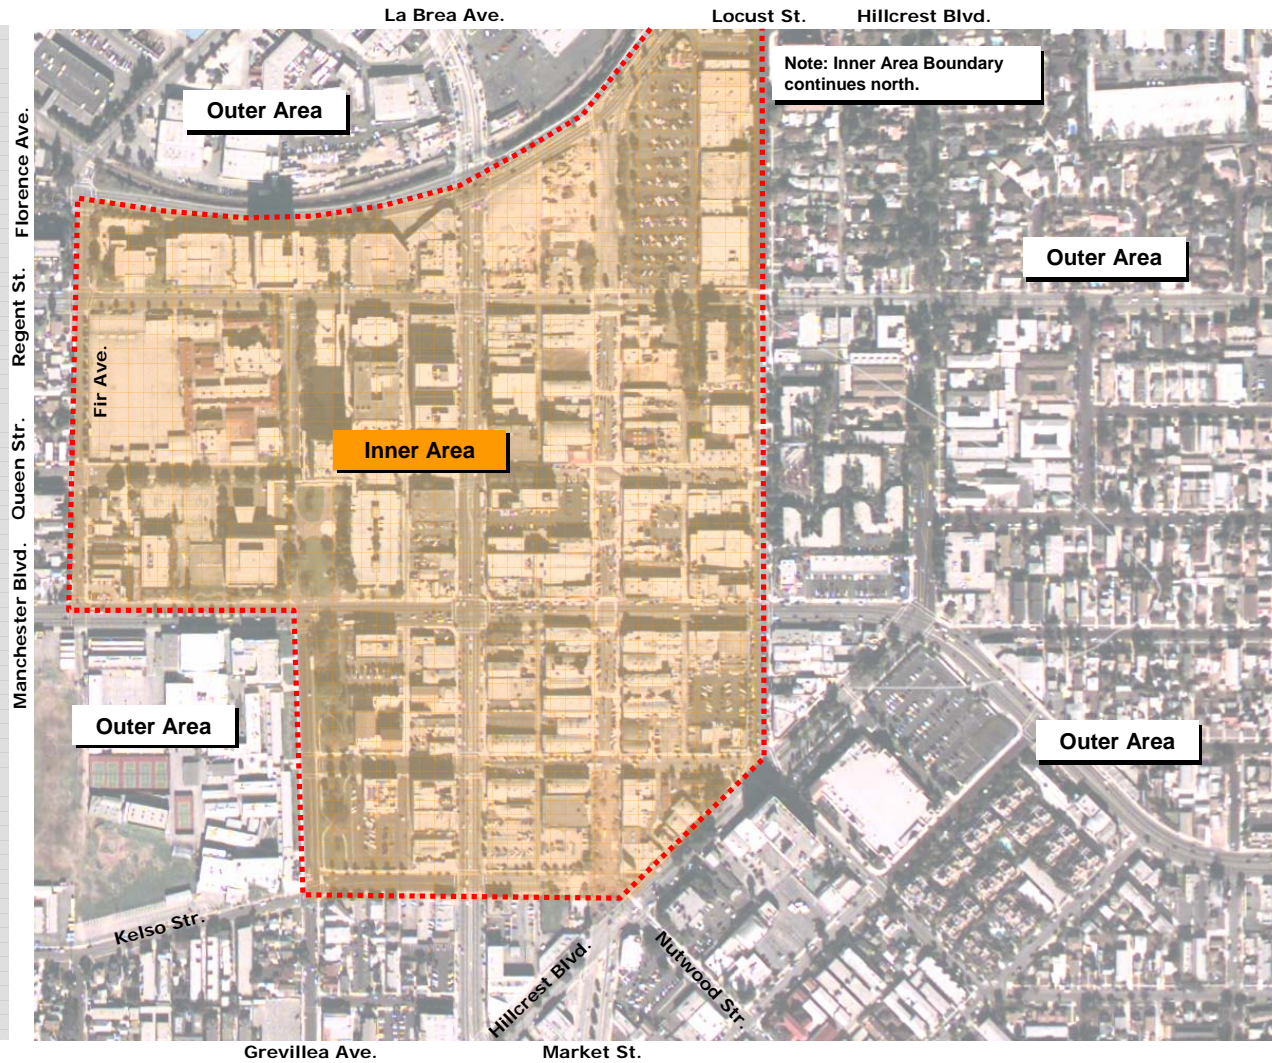 La Brea Ave.
Locust St.
Hillcrest Blvd.
Note: Inner Area Boundary
continues north.
Outer Area
Florence Ave.
Outer Area
Regent St.
Fir Ave.
Queen Str.
Inner Area
Manchester Blvd.
Outer Area
Outer Area
Kelso Str.
Hillcrest Blvd.
Nutwood Str.
Grevillea Ave.
Market St.